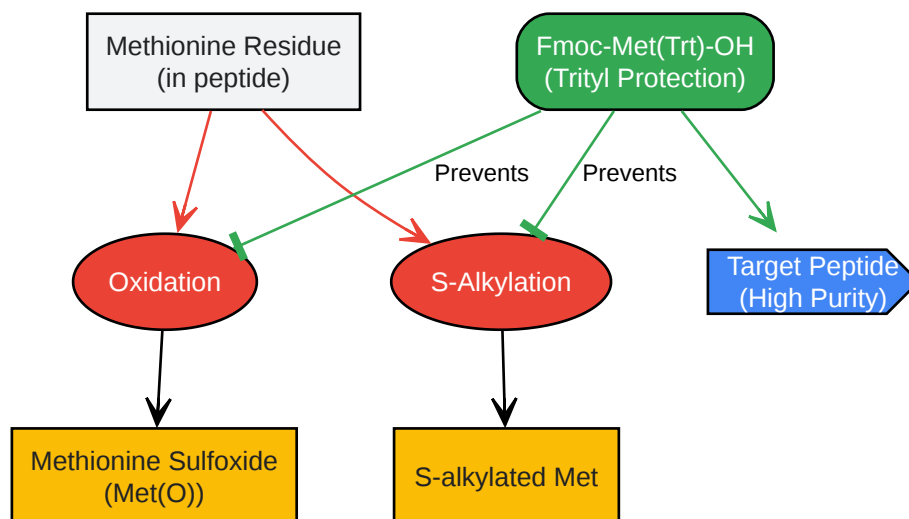 Methionine Residue
(in peptide)
Fmoc-Met(Trt)-OH
(Trityl Protection)
Prevents
Prevents
Oxidation
S-Alkylation
Target Peptide
(High Purity)
Methionine Sulfoxide
(Met(O))
S-alkylated Met